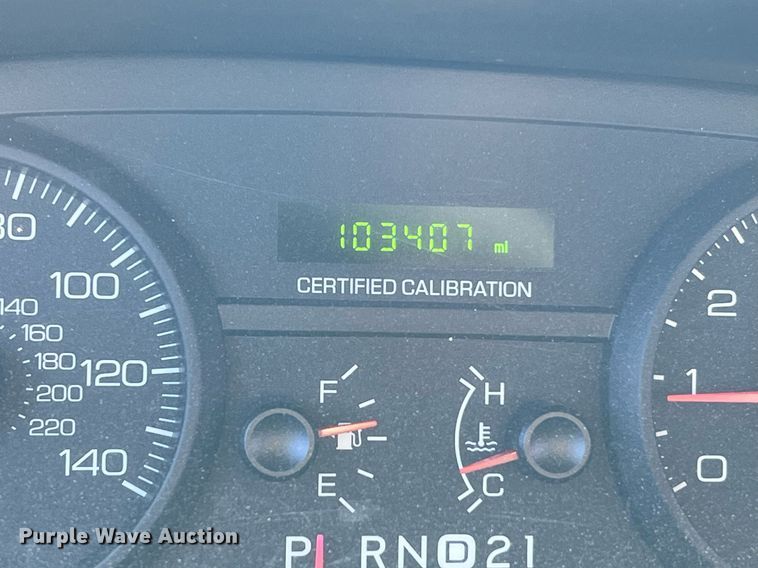 103407 mi
CERTIFIED CALIBRATION
80
100
120
140
140
160
180
200
220
F
E
H
C
2
1
0
P R N D 2 1
Purple Wave Auction®